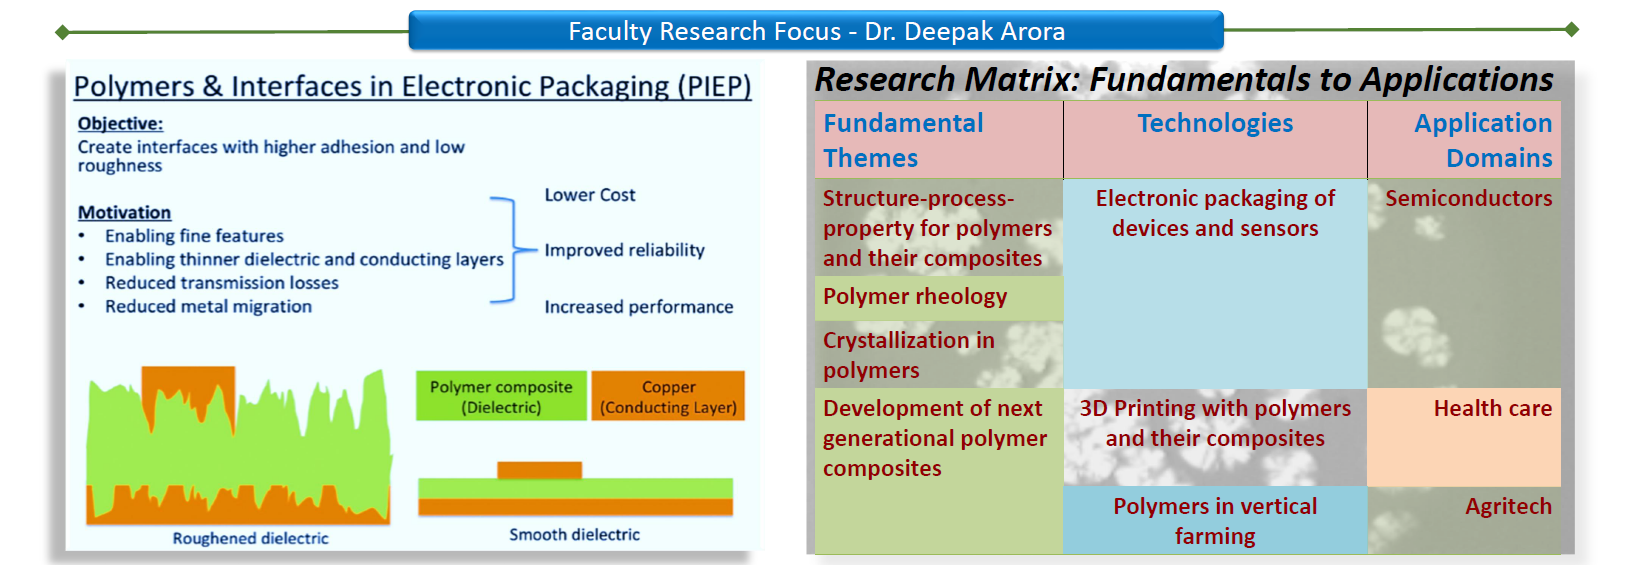 Faculty Research Focus - Dr. Deepak Arora
Polymers & Interfaces in Electronic Packaging (PIEP)
Objective:
Create interfaces with higher adhesion and low
roughness
Motivation
• Enabling fine features
• Enabling thinner dielectric and conducting layers
• Reduced transmission losses
• Reduced metal migration
Lower Cost
Improved reliability
Increased performance
Polymer composite
(Dielectric)
Copper
(Conducting Layer)
Roughened dielectric
Smooth dielectric
Research Matrix: Fundamentals to Applications
Fundamental
Themes
Technologies
Application
Domains
Structure-process-
property for polymers
and their composites
Electronic packaging of
devices and sensors
Semiconductors
Polymer rheology
Crystallization in
polymers
Development of next
generational polymer
composites
3D Printing with polymers
and their composites
Health care
Polymers in vertical
farming
Agritech